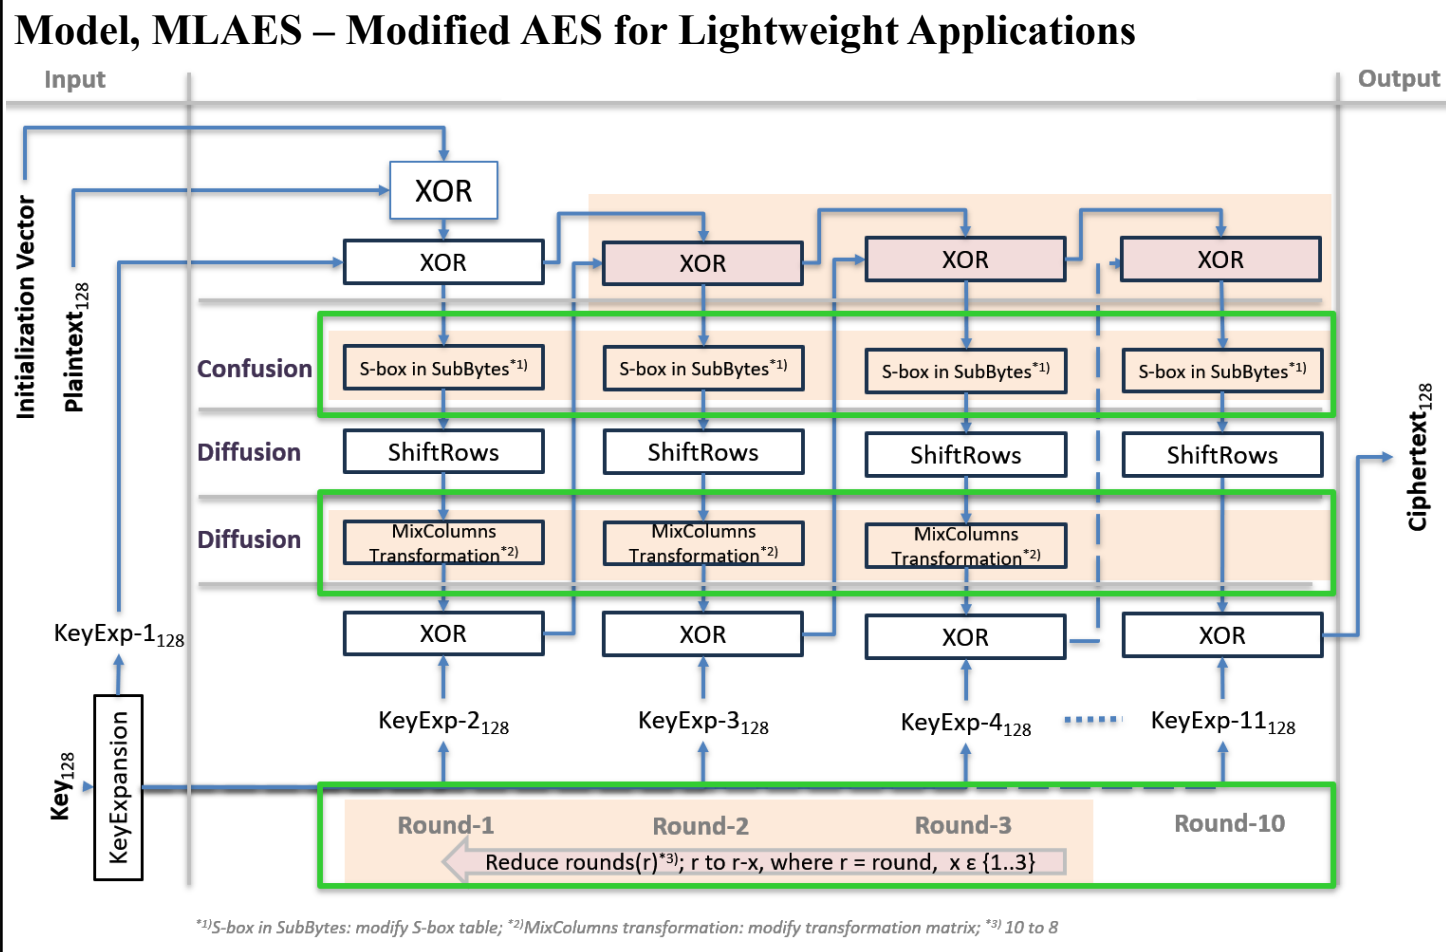 Model, MLAES – Modified AES for Lightweight Applications
Input
Output
Initialization Vector
Plaintext128
XOR
XOR
XOR
XOR
XOR
Confusion
S-box in SubBytes*1)
S-box in SubBytes*1)
S-box in SubBytes*1)
S-box in SubBytes*1)
Diffusion
ShiftRows
ShiftRows
ShiftRows
ShiftRows
Ciphertext128
Diffusion
MixColumns
Transformation*2)
MixColumns
Transformation*2)
MixColumns
Transformation*2)
KeyExp-1128
XOR
XOR
XOR
XOR
KeyExp-2128
KeyExp-3128
KeyExp-4128
KeyExp-11128
Key128
KeyExpansion
Round-1
Round-2
Round-3
Round-10
Reduce rounds(r)*3); r to r-x, where r = round, x ε {1..3}
*1)S-box in SubBytes: modify S-box table; *2)MixColumns transformation: modify transformation matrix; *3) 10 to 8